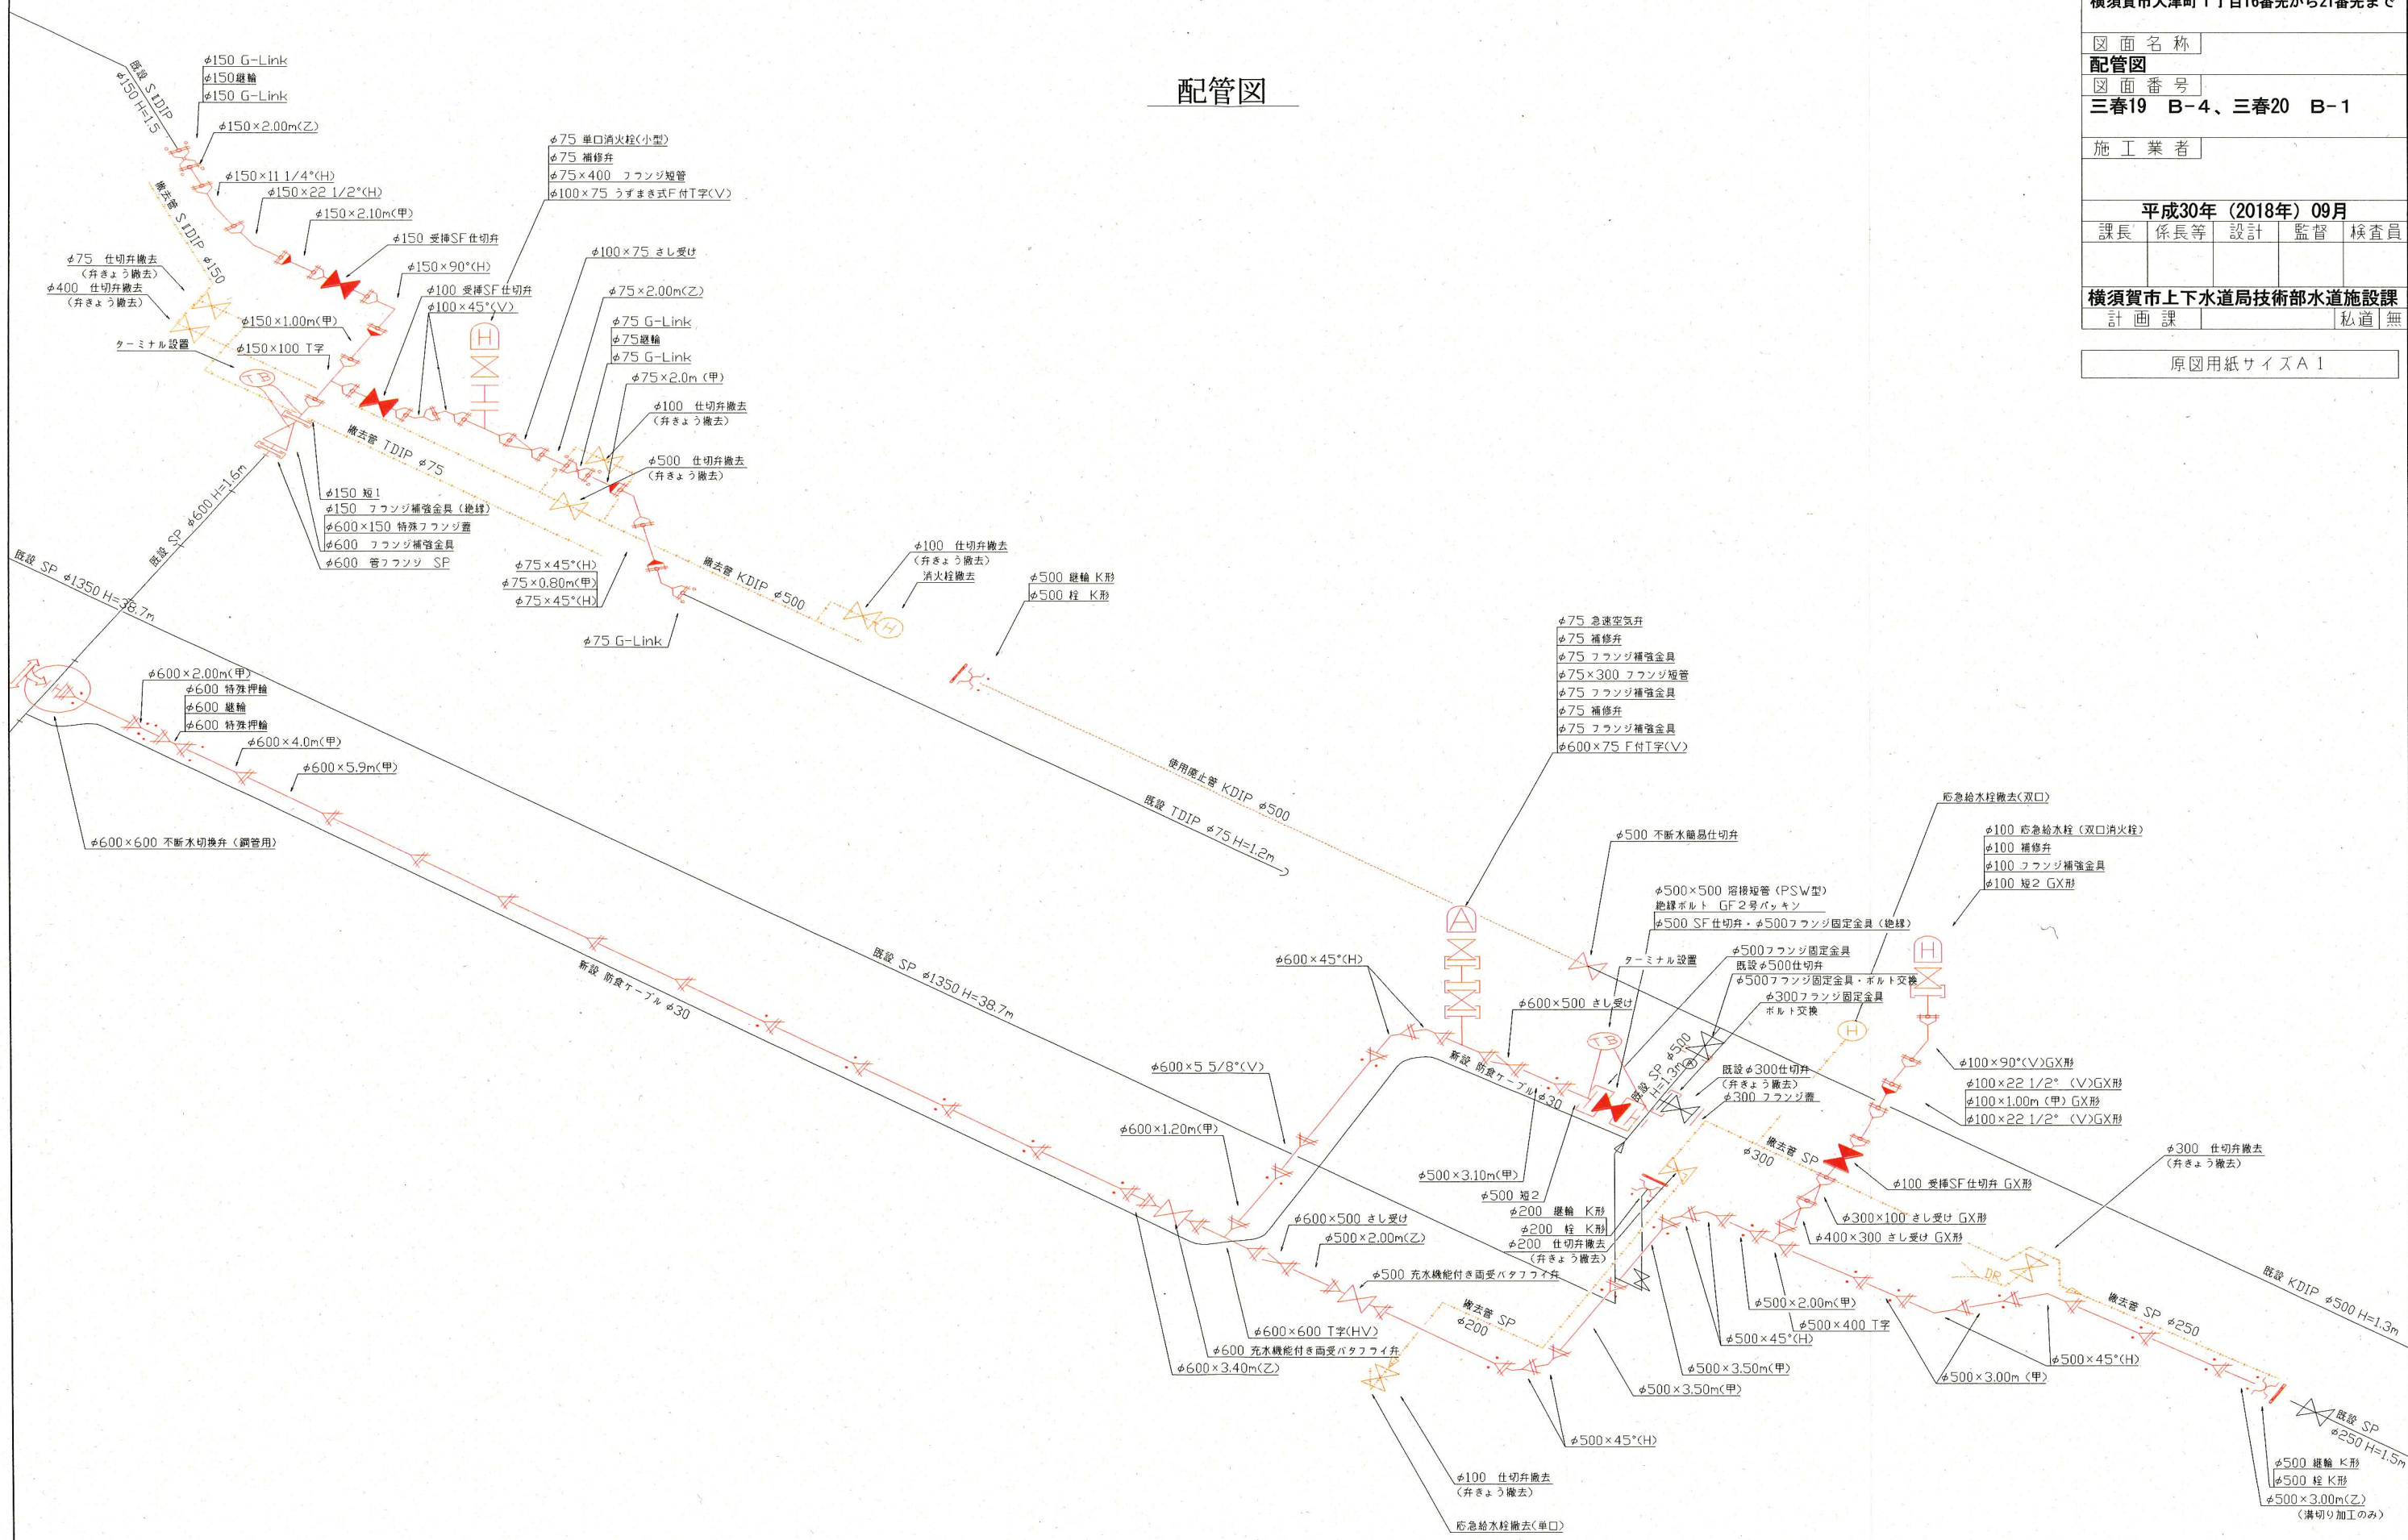 配管図
横須賀市大津町1丁目16番先から21番先まで
図面名称
配管図
図面番号
三春19 B-4、三春20 B-1
施工業者
平成30年（2018年）09月
課長 係長等 設計 監督 検査員
横須賀市上下水道局技術部水道施設課
計画課 私道 無
原図用紙サイズA1
既設 SⅡDIP
φ150 H=1.5
φ150 G-Link
φ150継輪
φ150 G-Link
φ150×2.00m(乙)
φ150×11 1/4°(H)
φ150×22 1/2°(H)
φ150×2.10m(甲)
φ150 受挿SF仕切弁
φ150×90°(H)
φ100 受挿SF仕切弁
φ100×45°(V)
撤去管 SⅡDIP φ150
φ75 仕切弁撤去
(弁きょう撤去)
φ400 仕切弁撤去
(弁きょう撤去)
φ150×1.00m(甲)
ターミナル設置
φ150×100 T字
TB
φ75 単口消火栓(小型)
φ75 補修弁
φ75×400 フランジ短管
φ100×75 うずまき式F付T字(V)
H
φ100×75 さし受け
φ75×2.00m(乙)
φ75 G-Link
φ75継輪
φ75 G-Link
φ75×2.0m (甲)
φ100 仕切弁撤去
(弁きょう撤去)
φ500 仕切弁撤去
(弁きょう撤去)
撤去管 TDIP φ75
φ150 短1
φ150 フランジ補強金具(絶縁)
φ600×150 特殊フランジ蓋
φ600 フランジ補強金具
φ600 管フランジ SP
既設 SP φ600 H=1.6m
既設 SP φ1350 H=38.7m
φ75×45°(H)
φ75×0.80m(甲)
φ75×45°(H)
φ75 G-Link
撤去管 KDIP φ500
φ100 仕切弁撤去
(弁きょう撤去)
消火栓撤去
H
φ500 継輪 K形
φ500 栓 K形
φ600×2.00m(甲)
φ600 特殊押輪
φ600 継輪
φ600 特殊押輪
φ600×4.0m(甲)
φ600×5.9m(甲)
φ600×600 不断水切換弁(鋼管用)
新設 防食ケーブル φ30
既設 SP φ1350 H=38.7m
使用廃止管 KDIP φ500
既設 TDIP φ75 H=1.2m
φ75 急速空気弁
φ75 補修弁
φ75 フランジ補強金具
φ75×300 フランジ短管
φ75 フランジ補強金具
φ75 補修弁
φ75 フランジ補強金具
φ600×75 F付T字(V)
A
φ500 不断水簡易仕切弁
φ500×500 溶接短管(PSW型)
絶縁ボルト GF2号パッキン
φ500 SF仕切弁・φ500フランジ固定金具(絶縁)
φ500フランジ固定金具
ターミナル設置
既設φ500仕切弁
φ500フランジ固定金具・ボルト交換
φ300フランジ固定金具
ボルト交換
応急給水栓撤去(双口)
φ100 応急給水栓(双口消火栓)
φ100 補修弁
φ100 フランジ補強金具
φ100 短2 GX形
H
H
TB
φ600×45°(H)
φ600×500 さし受け
新設 防食ケーブル φ30
既設 SP φ500
H=1.3m
既設φ300仕切弁
(弁きょう撤去)
φ300 フランジ蓋
φ600×5 5/8°(V)
φ600×1.20m(甲)
φ500×3.10m(甲)
φ500 短2
φ200 継輪 K形
φ200 栓 K形
φ200 仕切弁撤去
(弁きょう撤去)
φ600×500 さし受け
φ500×2.00m(乙)
φ500 充水機能付き両受バタフライ弁
φ600×600 T字(HV)
φ600 充水機能付き両受バタフライ弁
φ600×3.40m(乙)
撤去管 SP
φ200
撤去管 SP
φ300
φ100×90°(V)GX形
φ100×22 1/2° (V)GX形
φ100×1.00m (甲) GX形
φ100×22 1/2° (V)GX形
φ100 受挿SF仕切弁 GX形
φ300×100 さし受け GX形
φ400×300 さし受け GX形
φ300 仕切弁撤去
(弁きょう撤去)
DR
φ500×2.00m(甲)
φ500×400 T字
φ500×45°(H)
φ500×3.50m(甲)
φ500×3.50m(甲)
φ500×45°(H)
φ500×45°(H)
φ500×3.00m (甲)
撤去管 SP
φ250
既設 KDIP φ500 H=1.3m
既設 SP
φ250 H=1.5m
φ500 継輪 K形
φ500 栓 K形
φ500×3.00m(乙)
(溝切り加工のみ)
φ100 仕切弁撤去
(弁きょう撤去)
応急給水栓撤去(単口)